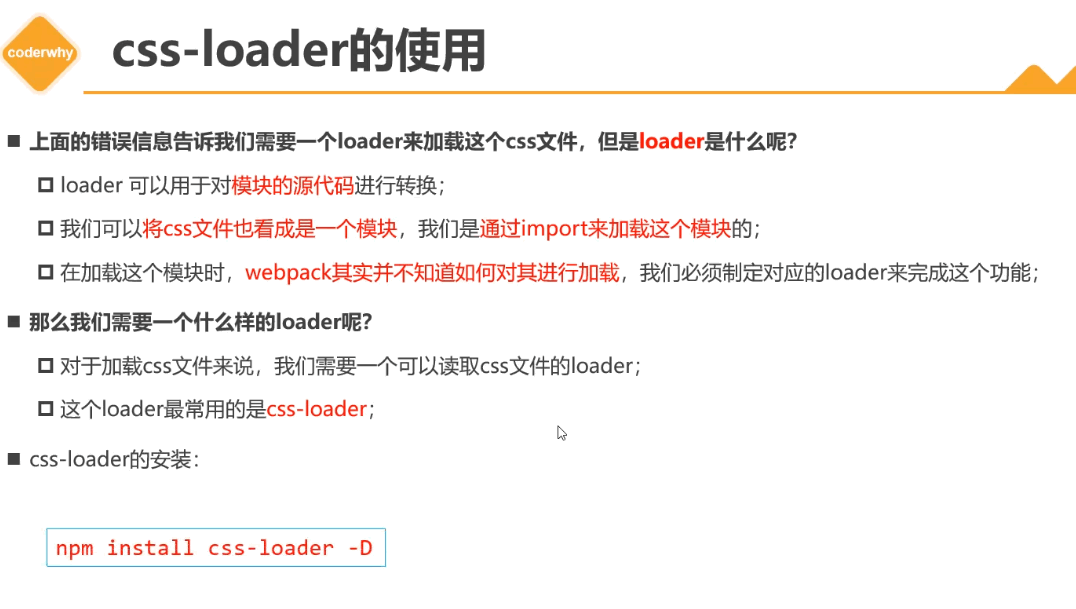 coderwhy
css-loader的使用
上面的错误信息告诉我们需要一个loader来加载这个css文件，但是loader是什么呢？
loader 可以用于对模块的源代码进行转换；
我们可以将css文件也看成是一个模块，我们是通过import来加载这个模块的；
在加载这个模块时，webpack其实并不知道如何对其进行加载，我们必须制定对应的loader来完成这个功能；
那么我们需要一个什么样的loader呢？
对于加载css文件来说，我们需要一个可以读取css文件的loader；
这个loader最常用的是css-loader；
css-loader的安装：
npm install css-loader -D